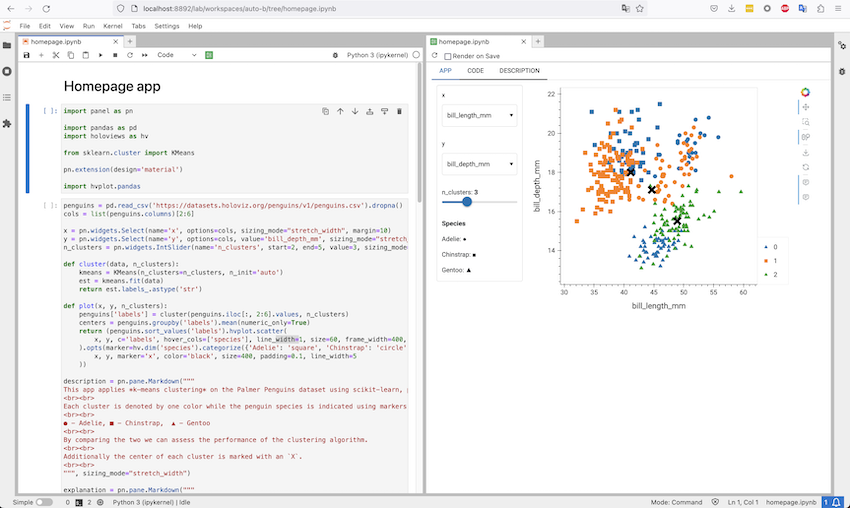 localhost:8892/lab/workspaces/auto-b/tree/homepage.ipynb
File Edit View Run Kernel Tabs Settings Help
homepage.ipynb
Code
Python 3 (ipykernel)
Homepage app
[ ]:
import panel as pn
import pandas as pd
import holoviews as hv
from sklearn.cluster import KMeans
pn.extension(design='material')
import hvplot.pandas
[ ]:
penguins = pd.read_csv('https://datasets.holoviz.org/penguins/v1/penguins.csv').dropna()
cols = list(penguins.columns)[2:6]
x = pn.widgets.Select(name='x', options=cols, sizing_mode="stretch_width", margin=10)
y = pn.widgets.Select(name='y', options=cols, value='bill_depth_mm', sizing_mode="stretch_
n_clusters = pn.widgets.IntSlider(name='n_clusters', start=2, end=5, value=3, sizing_mode
def cluster(data, n_clusters):
kmeans = KMeans(n_clusters=n_clusters, n_init='auto')
est = kmeans.fit(data)
return est.labels_.astype('str')
def plot(x, y, n_clusters):
penguins['labels'] = cluster(penguins.iloc[:, 2:6].values, n_clusters)
centers = penguins.groupby('labels').mean(numeric_only=True)
return (penguins.sort_values('labels').hvplot.scatter(
x, y, c='labels', hover_cols=['species'], line_width=1, size=60, frame_width=400,
).opts(marker=hv.dim('species').categorize({'Adelie': 'square', 'Chinstrap': 'circle'
x, y, marker='x', color='black', size=400, padding=0.1, line_width=5
))
description = pn.pane.Markdown("""
This app applies *k-means clustering* on the Palmer Penguins dataset using scikit-learn,
<br><br>
Each cluster is denoted by one color while the penguin species is indicated using markers
<br><br>
● - Adelie, ■ - Chinstrap, ▲ - Gentoo
<br><br>
By comparing the two we can assess the performance of the clustering algorithm.
<br><br>
Additionally the center of each cluster is marked with an `X`.
<br><br>
""", sizing_mode="stretch_width")
explanation = pn.pane.Markdown("""
homepage.ipynb
Render on Save
APP CODE DESCRIPTION
x
bill_length_mm
y
bill_depth_mm
n_clusters: 3
Species
Adelie: ●
Chinstrap: ■
Gentoo: ▲
bill_depth_mm
22
20
18
16
14
30 35 40 45 50 55 60
bill_length_mm
0
1
2
Simple 0 2 Python 3 (ipykernel) | Idle Mode: Command Ln 1, Col 1 homepage.ipynb 1